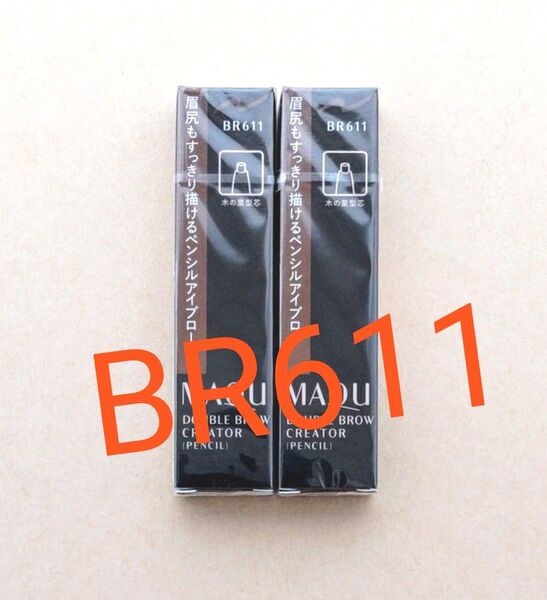 BR611
木の葉型芯
眉尻もすっきり描けるペンシルアイブロー
MAQU
DOUBLE BROW
CREATOR
(PENCIL)
BR611
木の葉型芯
眉尻もすっきり描けるペンシルアイブロー
MAQU
DOUBLE BROW
CREATOR
(PENCIL)
BR611